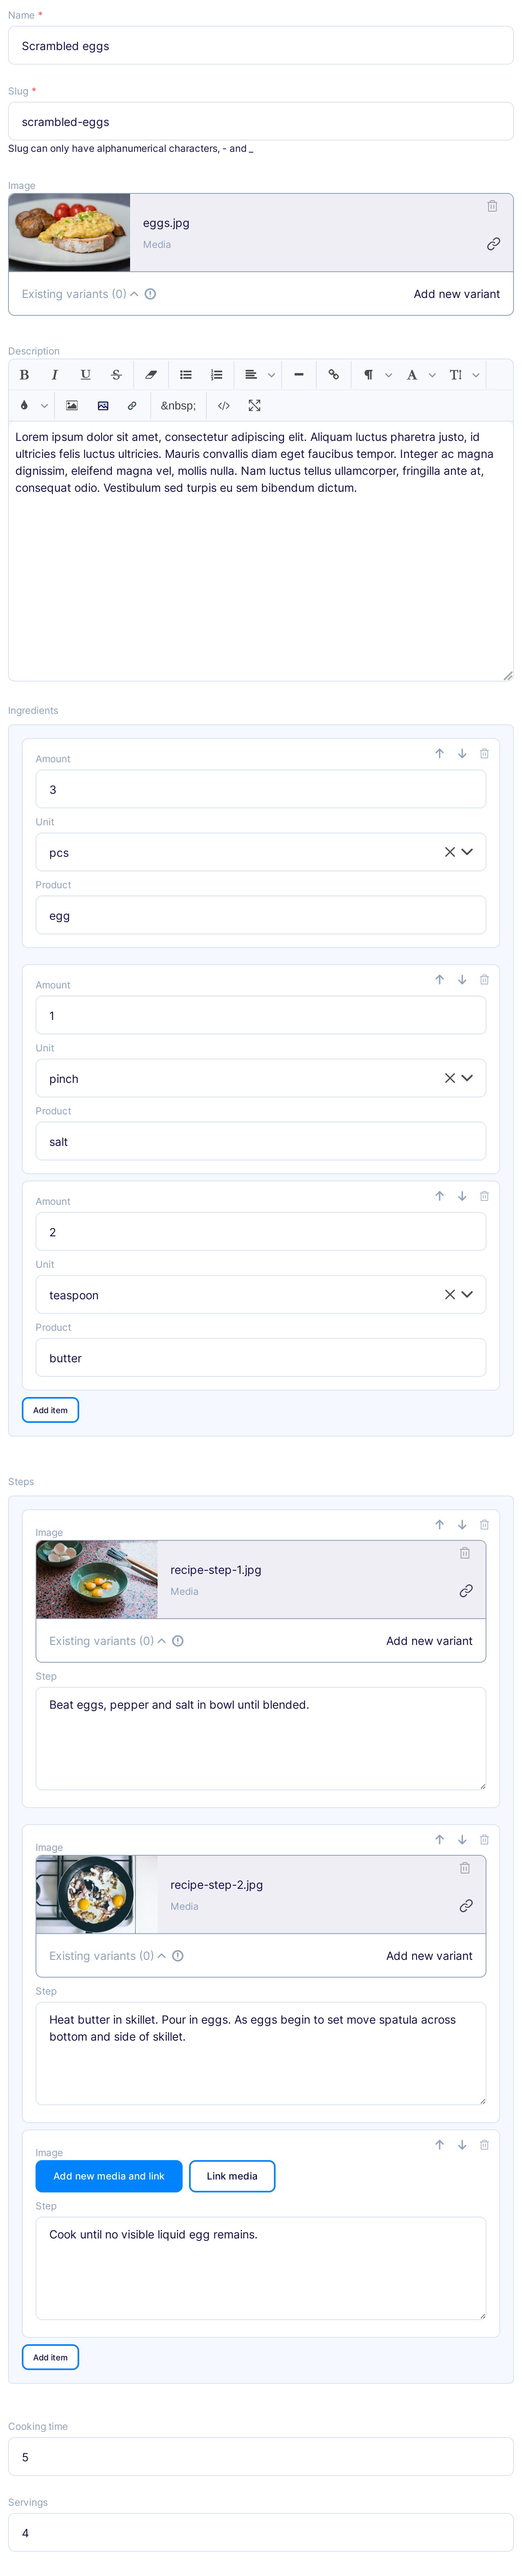 Name *
Scrambled eggs
Slug *
scrambled-eggs
Slug can only have alphanumerical characters, - and _
Image
eggs.jpg
Media
Existing variants (0)
Add new variant
Description
B I U S ¶ A T
&nbsp; </>
Lorem ipsum dolor sit amet, consectetur adipiscing elit. Aliquam luctus pharetra justo, id
ultricies felis luctus ultricies. Mauris convallis diam eget faucibus tempor. Integer ac magna
dignissim, eleifend magna vel, mollis nulla. Nam luctus tellus ullamcorper, fringilla ante at,
consequat odio. Vestibulum sed turpis eu sem bibendum dictum.
Ingredients
Amount
3
Unit
pcs
Product
egg
Amount
1
Unit
pinch
Product
salt
Amount
2
Unit
teaspoon
Product
butter
Add item
Steps
Image
recipe-step-1.jpg
Media
Existing variants (0)
Add new variant
Step
Beat eggs, pepper and salt in bowl until blended.
Image
recipe-step-2.jpg
Media
Existing variants (0)
Add new variant
Step
Heat butter in skillet. Pour in eggs. As eggs begin to set move spatula across
bottom and side of skillet.
Image
Add new media and link
Link media
Step
Cook until no visible liquid egg remains.
Add item
Cooking time
5
Servings
4